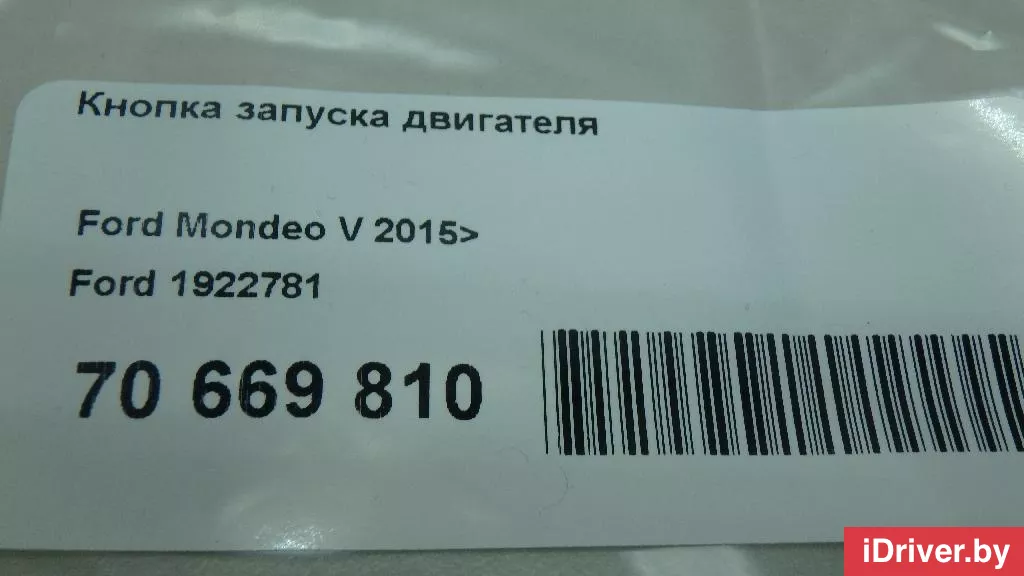 Кнопка запуска двигателя
Ford Mondeo V 2015>
Ford 1922781
70 669 810
iDriver.by